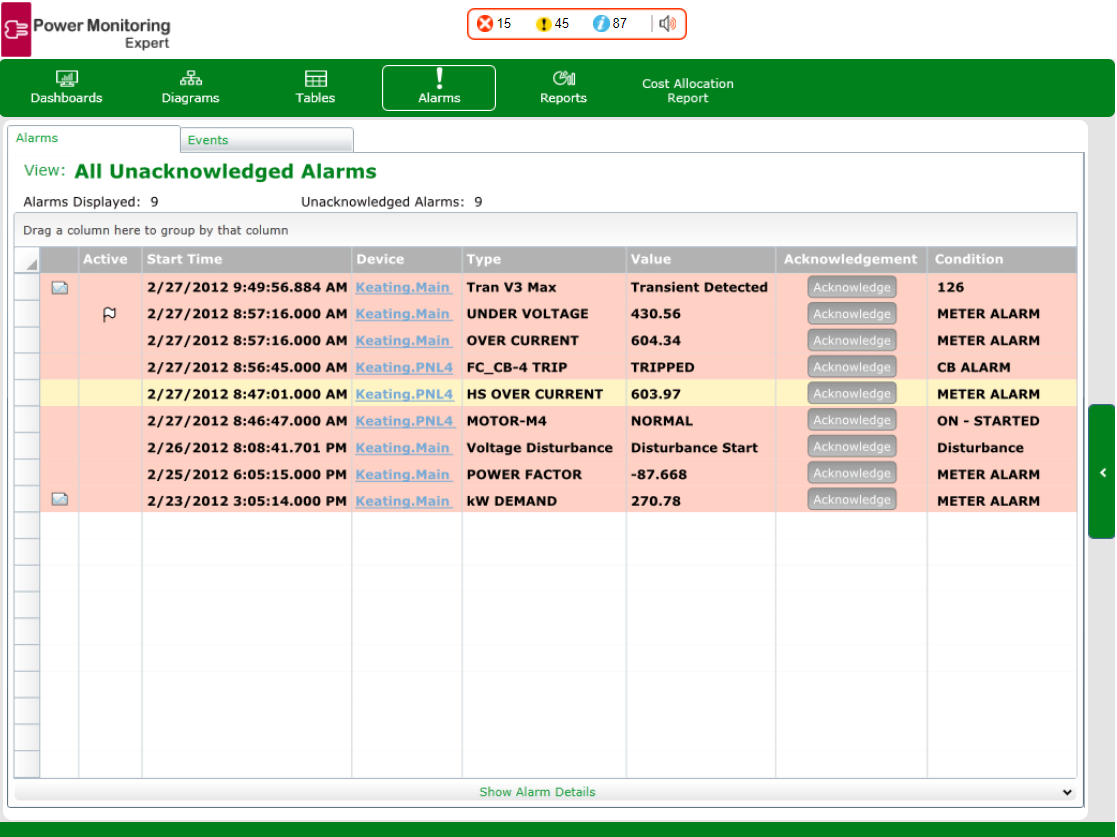 Power Monitoring
Expert
15 45 87
Dashboards Diagrams Tables Alarms Reports Cost Allocation
Report
Alarms Events
View: All Unacknowledged Alarms
Alarms Displayed: 9 Unacknowledged Alarms: 9
Drag a column here to group by that column
Active Start Time Device Type Value Acknowledgement Condition
2/27/2012 9:49:56.884 AM Keating.Main Tran V3 Max Transient Detected Acknowledge 126
2/27/2012 8:57:16.000 AM Keating.Main UNDER VOLTAGE 430.56 Acknowledge METER ALARM
2/27/2012 8:57:16.000 AM Keating.Main OVER CURRENT 604.34 Acknowledge METER ALARM
2/27/2012 8:56:45.000 AM Keating.PNL4 FC_CB-4 TRIP TRIPPED Acknowledge CB ALARM
2/27/2012 8:47:01.000 AM Keating.PNL4 HS OVER CURRENT 603.97 Acknowledge METER ALARM
2/27/2012 8:46:47.000 AM Keating.PNL4 MOTOR-M4 NORMAL Acknowledge ON - STARTED
2/26/2012 8:08:41.701 PM Keating.Main Voltage Disturbance Disturbance Start Acknowledge Disturbance
2/25/2012 6:05:15.000 PM Keating.Main POWER FACTOR -87.668 Acknowledge METER ALARM
2/23/2012 3:05:14.000 PM Keating.Main kW DEMAND 270.78 Acknowledge METER ALARM
Show Alarm Details